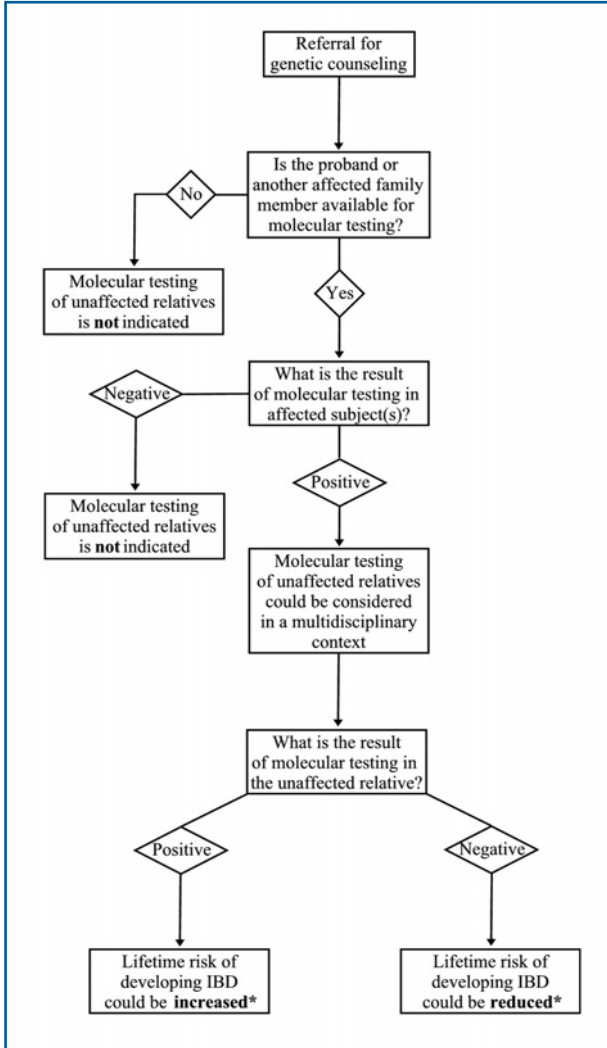 Referral for
genetic counseling
Is the proband or
another affected family
member available for
molecular testing?
No
Molecular testing
of unaffected relatives
is not indicated
Yes
What is the result
of molecular testing in
affected subject(s)?
Negative
Positive
Molecular testing
of unaffected relatives
is not indicated
Molecular testing
of unaffected relatives
could be considered
in a multidisciplinary
context
What is the result
of molecular testing in
the unaffected relative?
Positive
Negative
Lifetime risk of
developing IBD
could be increased*
Lifetime risk of
developing IBD
could be reduced*